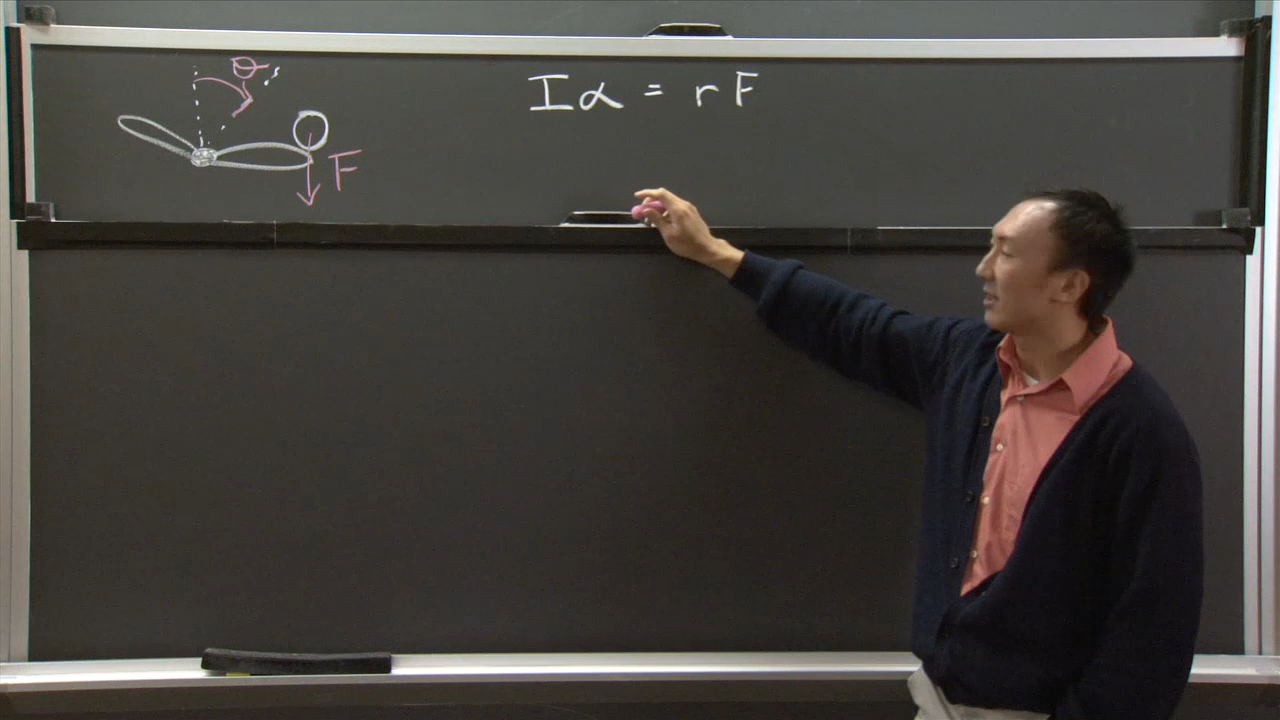 Iα = rF
θ
F